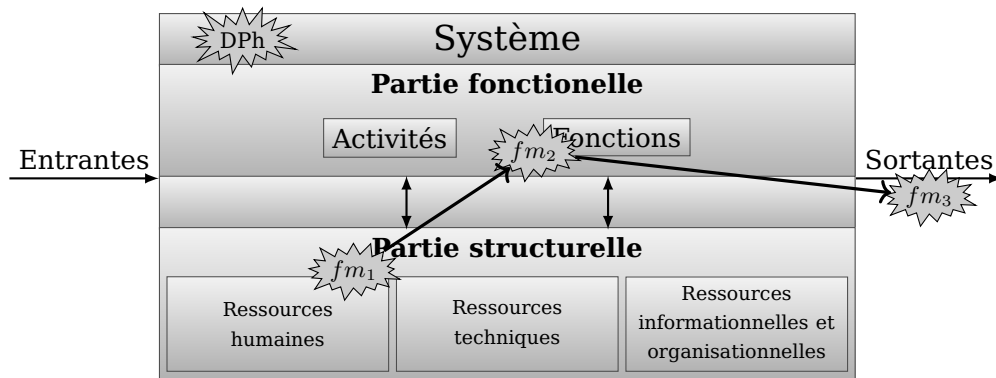 DPh
Système
Partie fonctionelle
Activités
Fonctions
fm2
Entrantes
Sortantes
fm3
Partie structurelle
fm1
Ressources
humaines
Ressources
techniques
Ressources
informationnelles et
organisationnelles